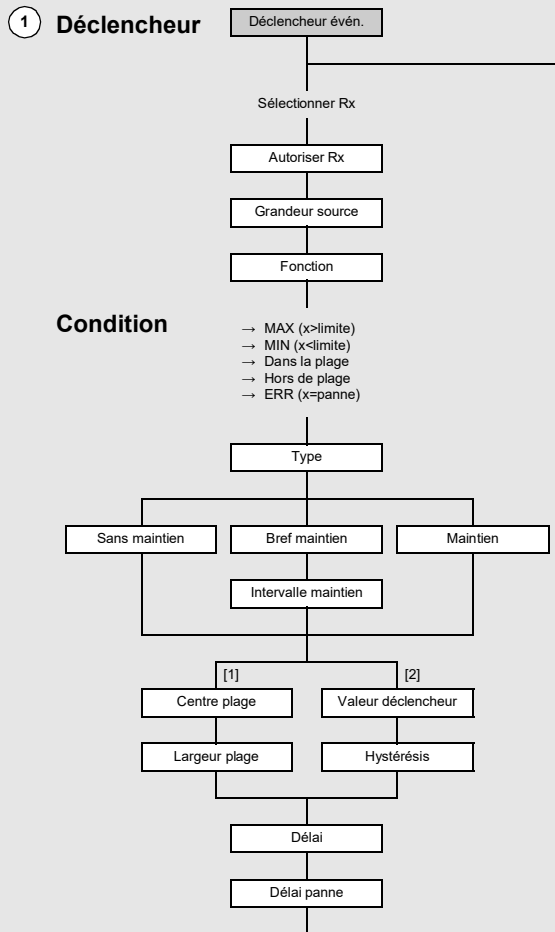 1 Déclencheur
Déclencheur évén.
Sélectionner Rx
Autoriser Rx
Grandeur source
Fonction
Condition
→ MAX (x>limite)
→ MIN (x<limite)
→ Dans la plage
→ Hors de plage
→ ERR (x=panne)
Type
Sans maintien
Bref maintien
Maintien
Intervalle maintien
[1]
[2]
Centre plage
Valeur déclencheur
Largeur plage
Hystérésis
Délai
Délai panne